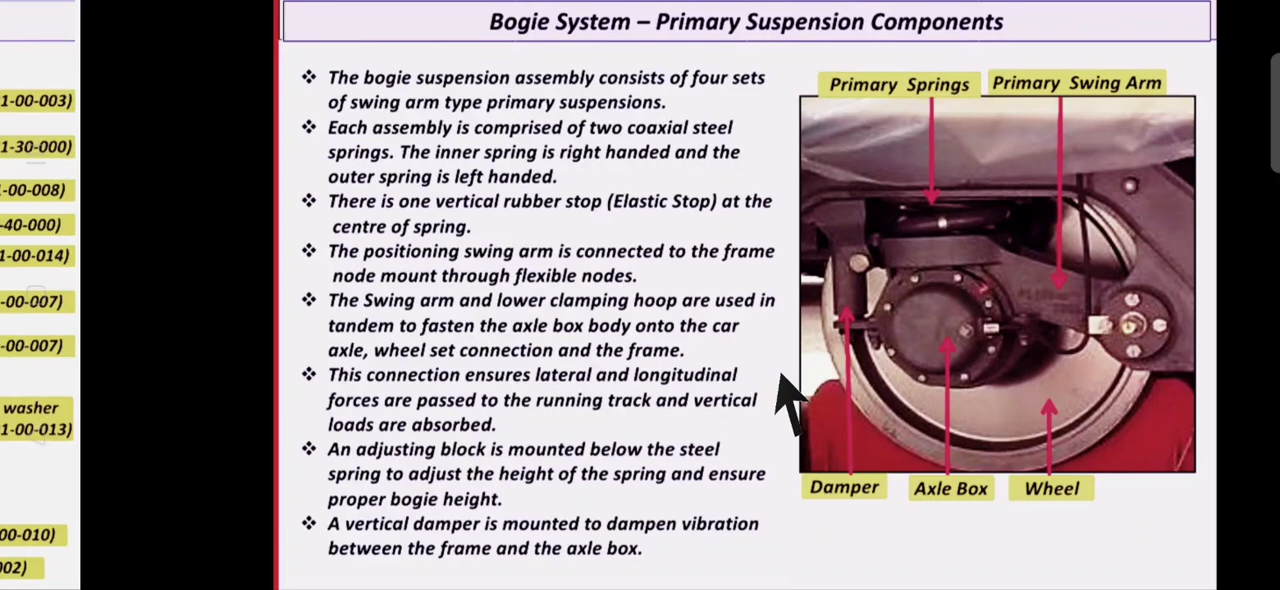 1-00-003)
1-30-000)
-00-008)
-40-000)
1-00-014)
-00-007)
-00-007)
washer
1-00-013)
00-010)
002)
Bogie System – Primary Suspension Components
❖ The bogie suspension assembly consists of four sets
of swing arm type primary suspensions.
❖ Each assembly is comprised of two coaxial steel
springs. The inner spring is right handed and the
outer spring is left handed.
❖ There is one vertical rubber stop (Elastic Stop) at the
centre of spring.
❖ The positioning swing arm is connected to the frame
node mount through flexible nodes.
❖ The Swing arm and lower clamping hoop are used in
tandem to fasten the axle box body onto the car
axle, wheel set connection and the frame.
❖ This connection ensures lateral and longitudinal
forces are passed to the running track and vertical
loads are absorbed.
❖ An adjusting block is mounted below the steel
spring to adjust the height of the spring and ensure
proper bogie height.
❖ A vertical damper is mounted to dampen vibration
between the frame and the axle box.
Primary Springs
Primary Swing Arm
Damper
Axle Box
Wheel